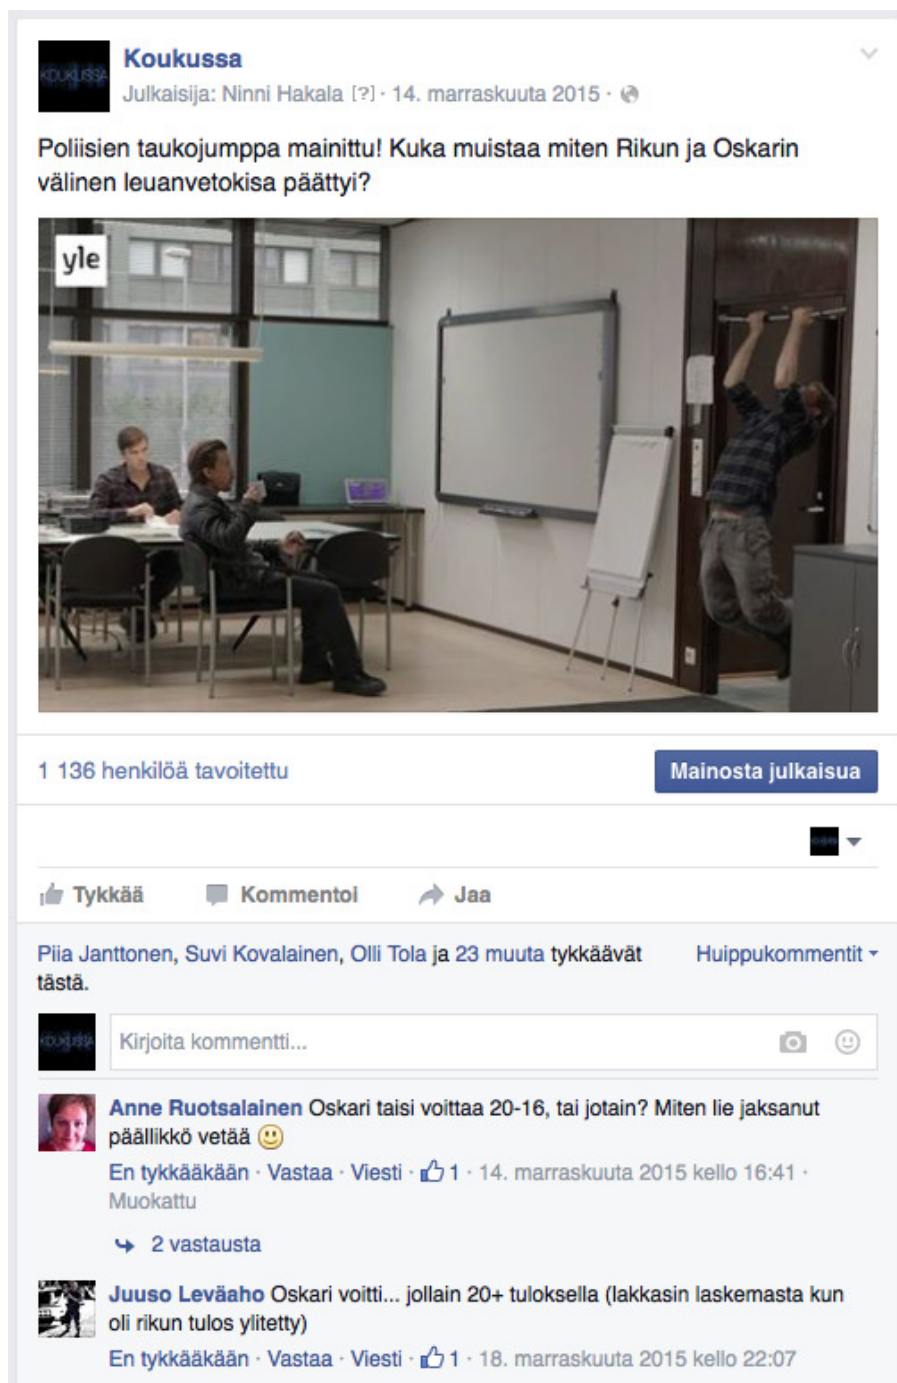 KOUKUSSA
Koukussa
Julkaisija: Ninni Hakala [?] · 14. marraskuuta 2015 ·
Poliisien taukojumppa mainittu! Kuka muistaa miten Rikun ja Oskarin
välinen leuanvetokisa päättyi?
yle
1 136 henkilöä tavoitettu
Mainosta julkaisua
Tykkää
Kommentoi
Jaa
Piia Janttonen, Suvi Kovalainen, Olli Tola ja 23 muuta tykkäävät
tästä.
Huippukommentit
KOUKUSSA
Kirjoita kommentti...
Anne Ruotsalainen Oskari taisi voittaa 20-16, tai jotain? Miten lie jaksanut
päällikkö vetää 🙂
En tykkääkään · Vastaa · Viesti · 1 · 14. marraskuuta 2015 kello 16:41 ·
Muokattu
2 vastausta
Juuso Leväaho Oskari voitti... jollain 20+ tuloksella (lakkasin laskemasta kun
oli rikun tulos ylitetty)
En tykkääkään · Vastaa · Viesti · 1 · 18. marraskuuta 2015 kello 22:07